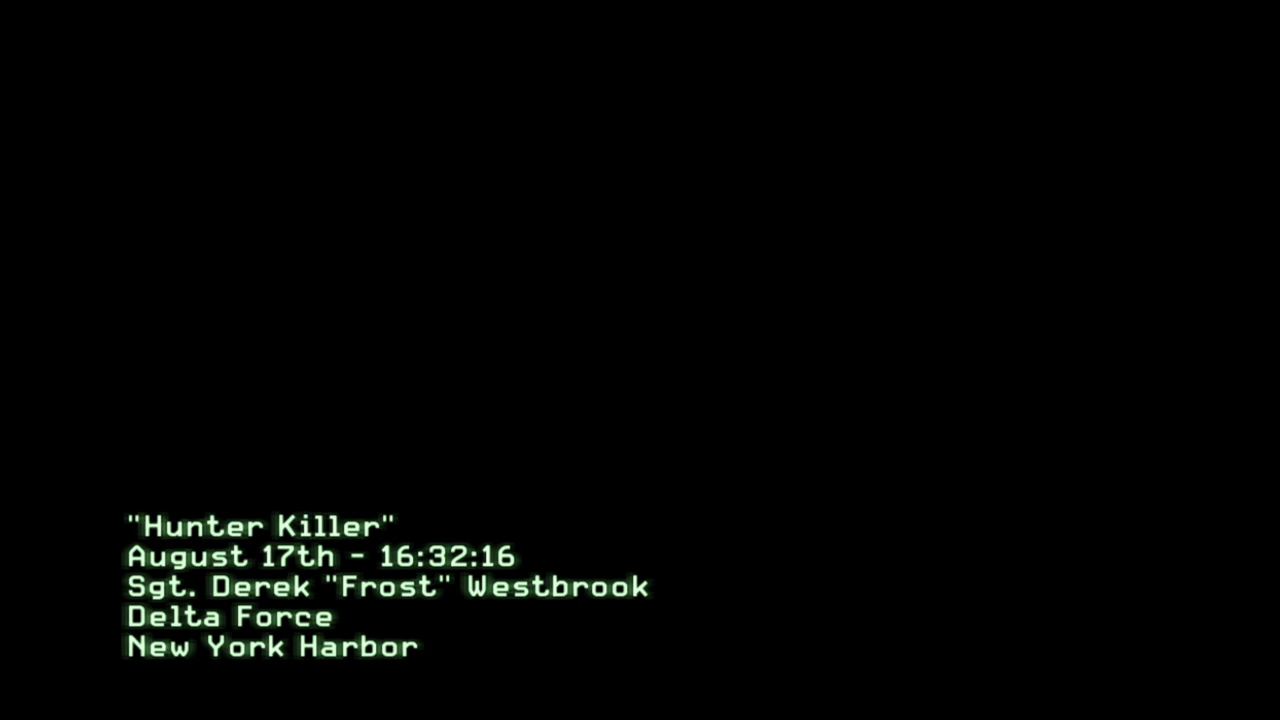 "Hunter Killer"
August 17th - 16:32:16
Sgt. Derek "Frost" Westbrook
Delta Force
New York Harbor